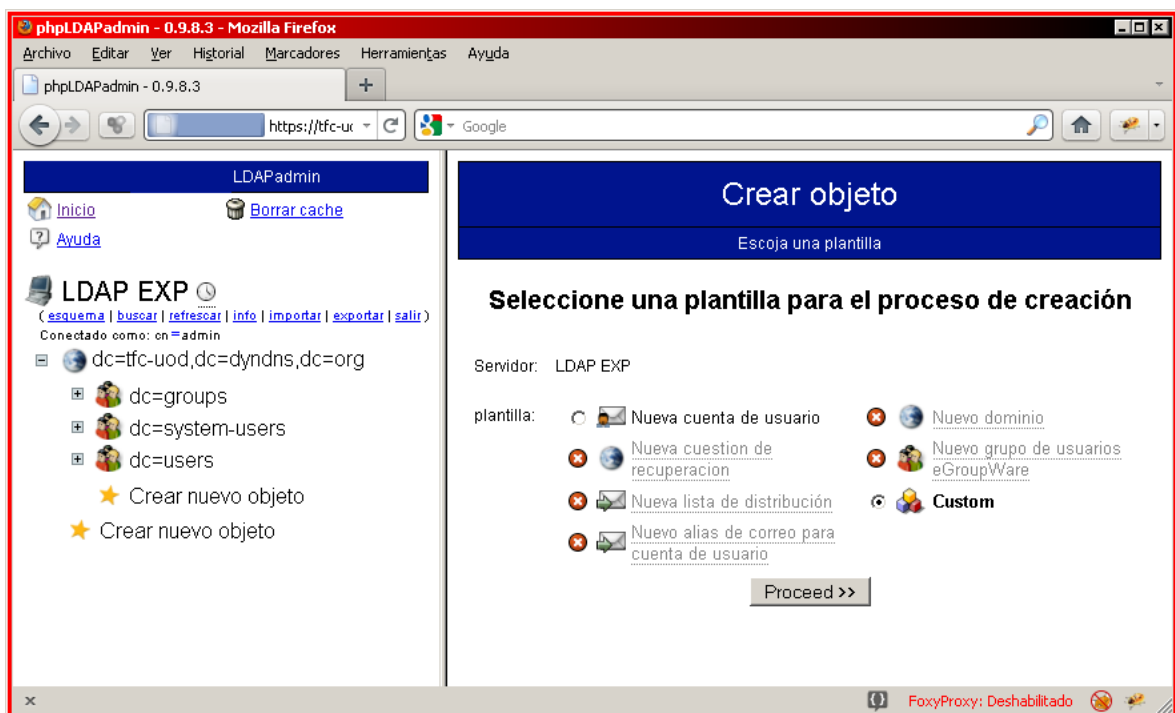 phpLDAPadmin - 0.9.8.3 - Mozilla Firefox
Archivo Editar Ver Historial Marcadores Herramientas Ayuda
phpLDAPadmin - 0.9.8.3
https://tfc-uo
Google
LDAPadmin
Inicio
Borrar cache
Ayuda
LDAP EXP
( esquema | buscar | refrescar | info | importar | exportar | salir )
Conectado como: cn=admin
dc=tfc-uod,dc=dyndns,dc=org
dc=groups
dc=system-users
dc=users
Crear nuevo objeto
Crear nuevo objeto
Crear objeto
Escoja una plantilla
Seleccione una plantilla para el proceso de creación
Servidor: LDAP EXP
plantilla:
Nueva cuenta de usuario
Nuevo dominio
Nueva cuestion de
recuperacion
Nuevo grupo de usuarios
eGroupWare
Nueva lista de distribución
Custom
Nuevo alias de correo para
cuenta de usuario
Proceed >>
FoxyProxy: Deshabilitado